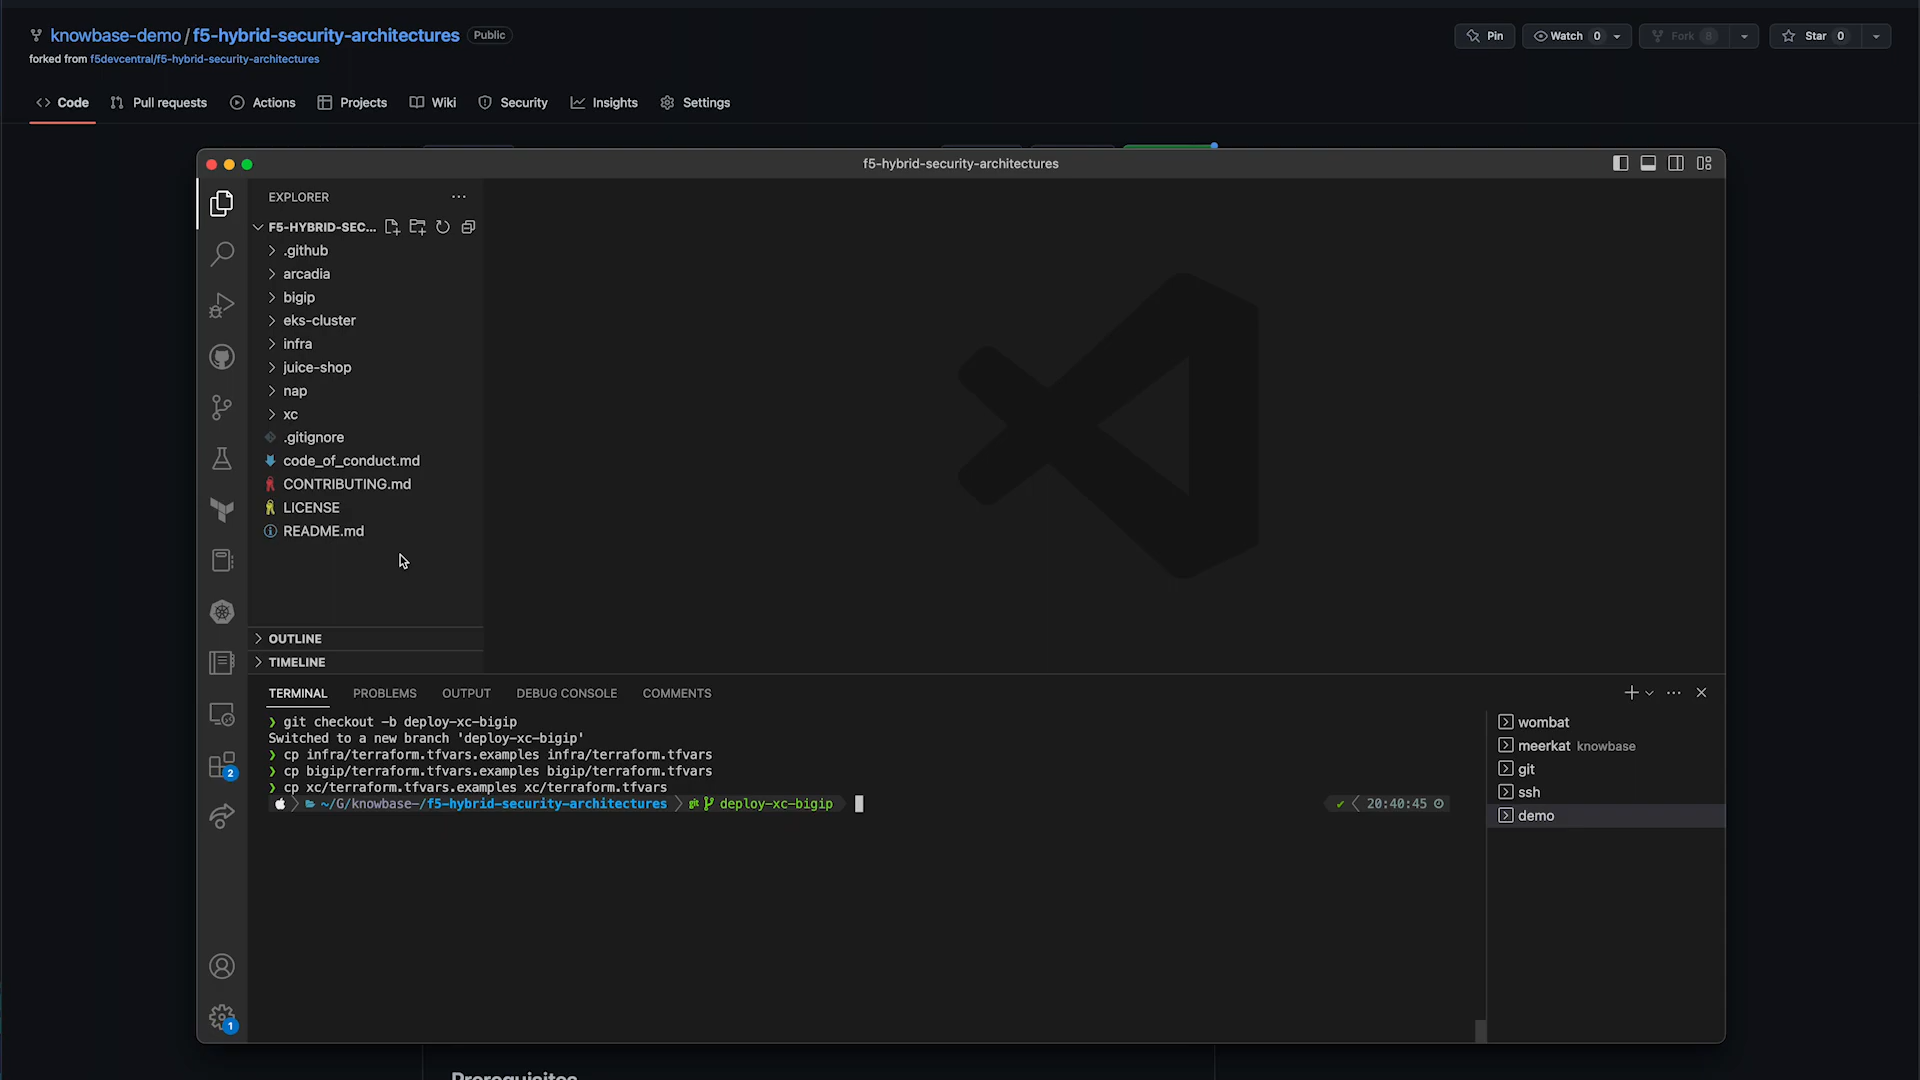 knowbase-demo / f5-hybrid-security-architectures Public
Pin Watch 0 Fork 8 Star 0
forked from f5devcentral/f5-hybrid-security-architectures
Code Pull requests Actions Projects Wiki Security Insights Settings
f5-hybrid-security-architectures
EXPLORER
F5-HYBRID-SEC...
.github
arcadia
bigip
eks-cluster
infra
juice-shop
nap
xc
.gitignore
code_of_conduct.md
CONTRIBUTING.md
LICENSE
README.md
OUTLINE
TIMELINE
2
1
TERMINAL PROBLEMS OUTPUT DEBUG CONSOLE COMMENTS
❯ git checkout -b deploy-xc-bigip
Switched to a new branch 'deploy-xc-bigip'
❯ cp infra/terraform.tfvars.examples infra/terraform.tfvars
❯ cp bigip/terraform.tfvars.examples bigip/terraform.tfvars
❯ cp xc/terraform.tfvars.examples xc/terraform.tfvars
~/G/knowbase-/f5-hybrid-security-architectures git deploy-xc-bigip 20:40:45
wombat
meerkat knowbase
git
ssh
demo
Prerequisites